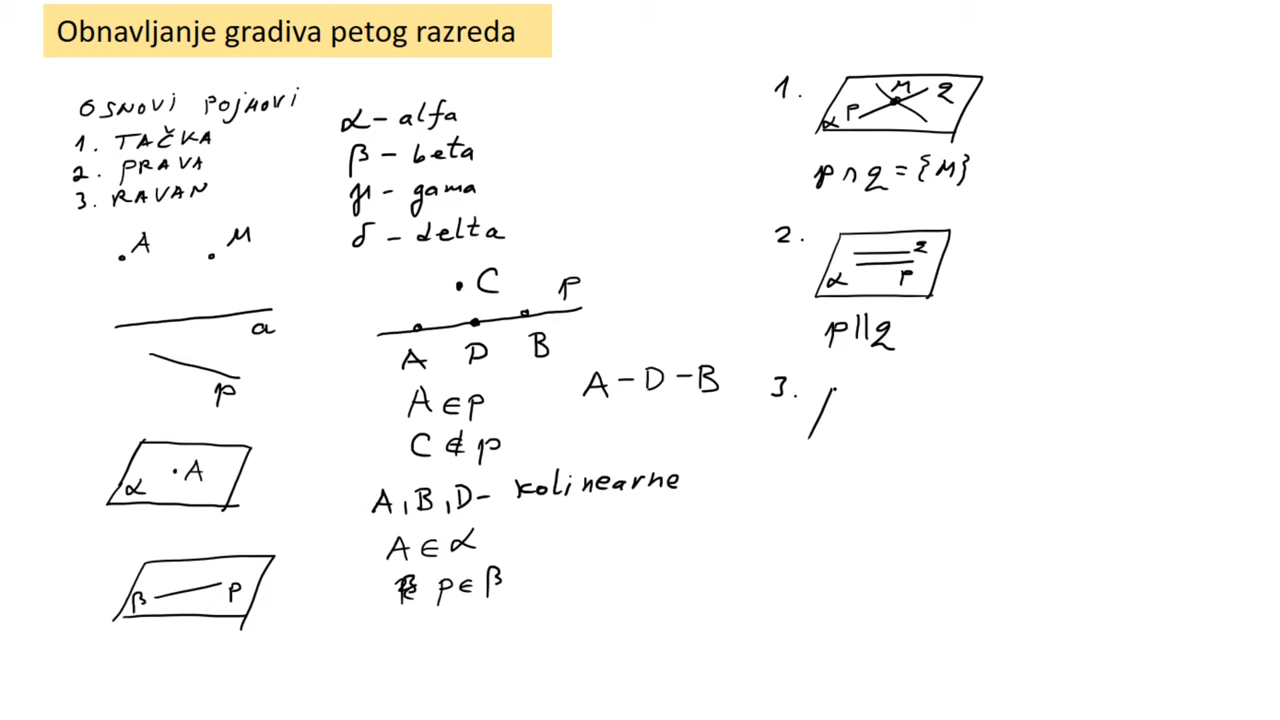 Obnavljanje gradiva petog razreda
OSNOVI POJMOVI
1. TAČKA
2. PRAVA
3. RAVAN
A M
a
p
α A
β p
α - alfa
β - beta
γ - gama
δ - delta
C
p
A D B
A - D - B
A ∈ p
C ∉ p
A, B, D - kolinearne
A ∈ α
p ∈ β
1.
M
p q
α
p ∩ q = {M}
2.
q
α p
p || q
3.